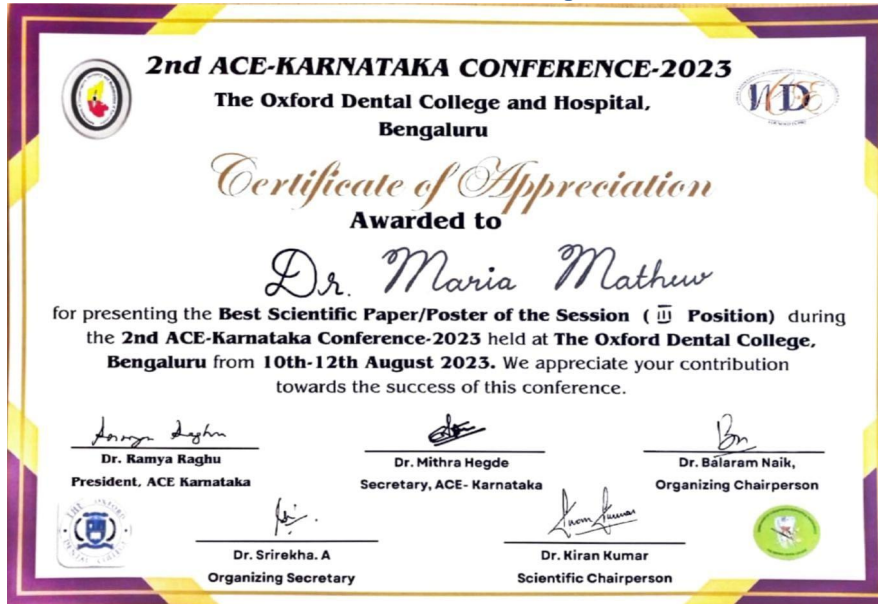 2nd ACE-KARNATAKA CONFERENCE-2023
The Oxford Dental College and Hospital,
Bengaluru
Certificate of Appreciation
Awarded to
Dr. Maria Mathew
for presenting the Best Scientific Paper/Poster of the Session ( III Position) during
the 2nd ACE-Karnataka Conference-2023 held at The Oxford Dental College,
Bengaluru from 10th-12th August 2023. We appreciate your contribution
towards the success of this conference.
Dr. Ramya Raghu
President, ACE Karnataka
Dr. Mithra Hegde
Secretary, ACE- Karnataka
Dr. Balaram Naik,
Organizing Chairperson
THE OXFORD
DENTAL COLLEGE
Dr. Srirekha. A
Organizing Secretary
Dr. Kiran Kumar
Scientific Chairperson